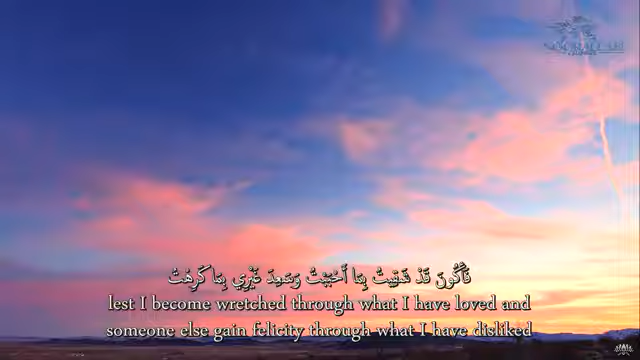 فَأَكُونَ قَدْ شَقِيتُ بِمَا أَحْبَبْتُ وَسَعِدَ غَيْرِي بِمَا كَرِهْتُ
lest I become wretched through what I have loved and
someone else gain felicity through what I have disliked